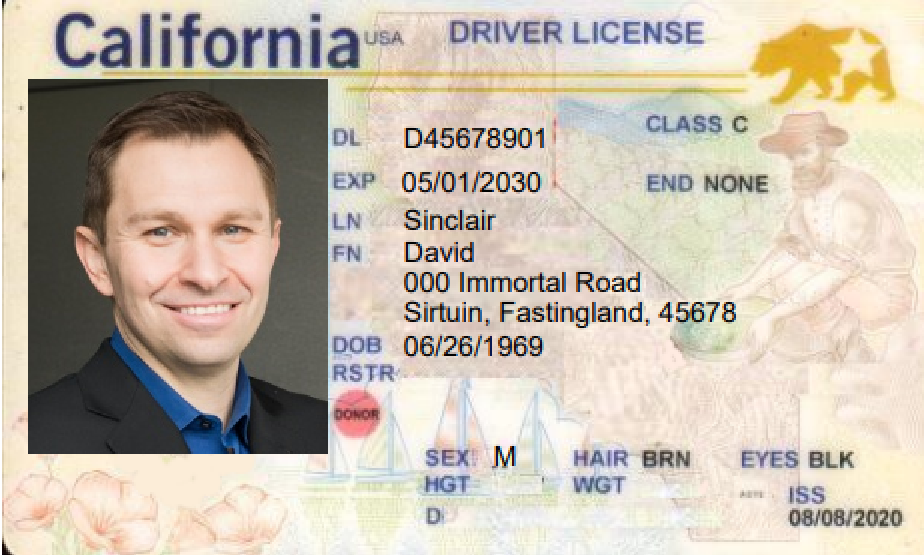 California USA DRIVER LICENSE
DL D45678901 CLASS C
EXP 05/01/2030 END NONE
LN Sinclair
FN David
000 Immortal Road
Sirtuin, Fastingland, 45678
DOB 06/26/1969
RSTR
DONOR
SEX M HAIR BRN EYES BLK
HGT WGT ISS
D 08/08/2020